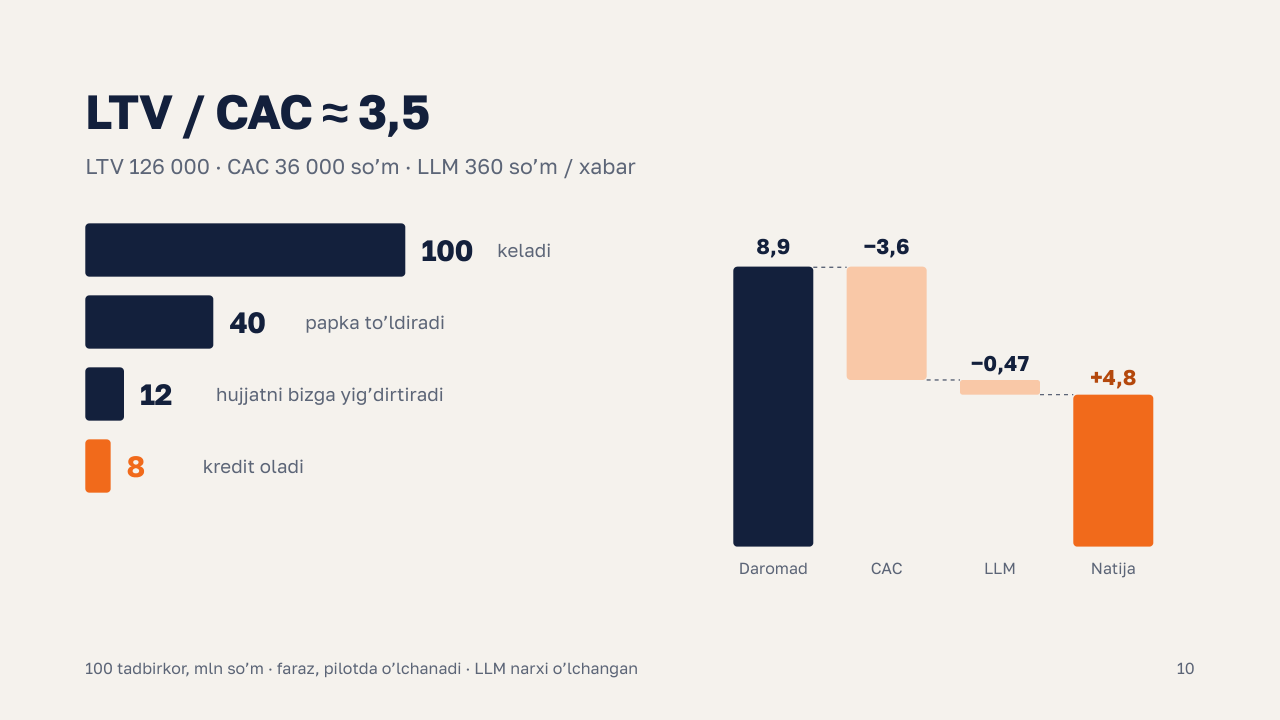 LTV / CAC ≈ 3,5
LTV 126 000 · CAC 36 000 so’m · LLM 360 so’m / xabar
100 keladi
40 papka to’ldiradi
12 hujjatni bizga yig’dirtiradi
8 kredit oladi
8,9
−3,6
−0,47
+4,8
Daromad
CAC
LLM
Natija
100 tadbirkor, mln so’m · faraz, pilotda o’lchanadi · LLM narxi o’lchangan
10